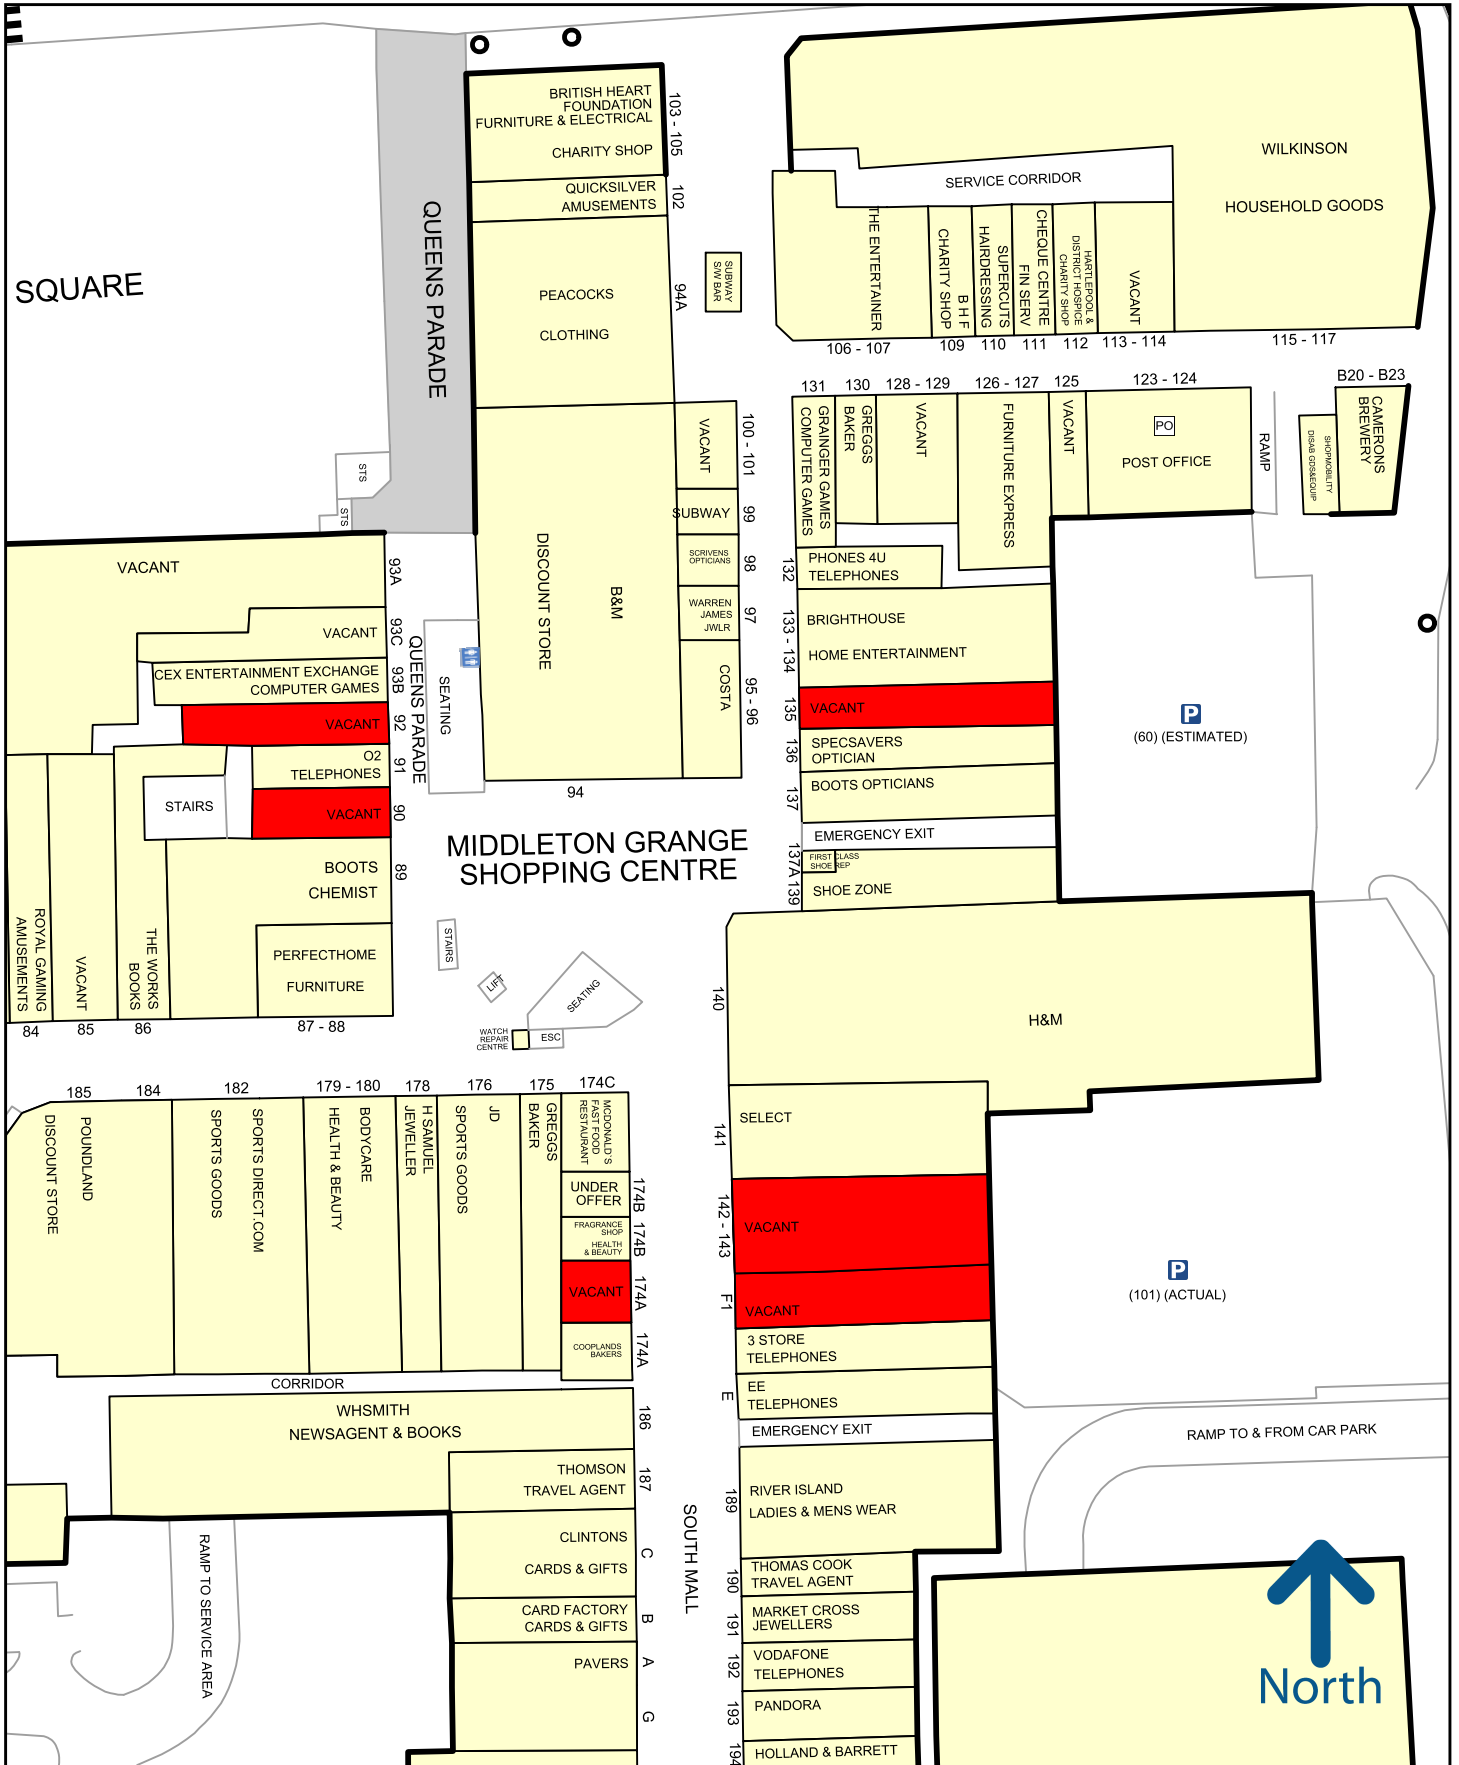 BRITISH HEART
FOUNDATION
FURNITURE & ELECTRICAL
CHARITY SHOP
103 - 105
QUICKSILVER
AMUSEMENTS
102
QUEENS PARADE
SQUARE
PEACOCKS
CLOTHING
94A
SUBWAY
S/W BAR
WILKINSON
HOUSEHOLD GOODS
115 - 117
SERVICE CORRIDOR
THE ENTERTAINER
106 - 107
B H F
CHARITY SHOP
109
SUPERCUTS
HAIRDRESSING
110
CHEQUE CENTRE
FIN SERV
111
HARTLEPOOL &
DISTRICT HOSPICE
CHARITY SHOP
112
VACANT
113 - 114
131
GRAINGER GAMES
COMPUTER GAMES
130
GREGGS
BAKER
128 - 129
VACANT
126 - 127
FURNITURE EXPRESS
125
VACANT
123 - 124
PO
POST OFFICE
RAMP
SHOPMOBILITY
DISAB GDS&EQUIP
B20 - B23
CAMERONS
BREWERY
STS
STS
DISCOUNT STORE
B&M
94
VACANT
100 - 101
SUBWAY
99
SCRIVENS
OPTICIANS
98
WARREN
JAMES
JWLR
97
COSTA
95 - 96
VACANT
93A
VACANT
93C
CEX ENTERTAINMENT EXCHANGE
COMPUTER GAMES
93B
VACANT
92
O2
TELEPHONES
91
VACANT
90
QUEENS PARADE
SEATING
STAIRS
BOOTS
CHEMIST
89
PERFECTHOME
FURNITURE
87 - 88
ROYAL GAMING
AMUSEMENTS
84
VACANT
85
THE WORKS
BOOKS
86
132
PHONES 4U
TELEPHONES
133 - 134
BRIGHTHOUSE
HOME ENTERTAINMENT
135
VACANT
136
SPECSAVERS
OPTICIAN
137
BOOTS OPTICIANS
EMERGENCY EXIT
137A
FIRST CLASS
SHOE REP
139
SHOE ZONE
P
(60) (ESTIMATED)
MIDDLETON GRANGE
SHOPPING CENTRE
STAIRS
LIFT
SEATING
WATCH
REPAIR
CENTRE
ESC
140
H&M
141
SELECT
142 - 143
VACANT
F1
VACANT
3 STORE
TELEPHONES
E
EE
TELEPHONES
EMERGENCY EXIT
P
(101) (ACTUAL)
185
184
POUNDLAND
DISCOUNT STORE
182
SPORTS DIRECT.COM
SPORTS GOODS
179 - 180
BODYCARE
HEALTH & BEAUTY
178
H SAMUEL
JEWELLER
176
JD
SPORTS GOODS
175
GREGGS
BAKER
174C
MCDONALD'S
FAST FOOD
RESTAURANT
UNDER
OFFER
174B
FRAGRANCE
SHOP
HEALTH
& BEAUTY
174B
VACANT
174A
COOPLANDS
BAKERS
174A
CORRIDOR
WHSMITH
NEWSAGENT & BOOKS
186
THOMSON
TRAVEL AGENT
187
CLINTONS
CARDS & GIFTS
C
CARD FACTORY
CARDS & GIFTS
B
PAVERS
A
G
SOUTH MALL
RAMP TO SERVICE AREA
189
RIVER ISLAND
LADIES & MENS WEAR
190
THOMAS COOK
TRAVEL AGENT
191
MARKET CROSS
JEWELLERS
192
VODAFONE
TELEPHONES
193
PANDORA
194
HOLLAND & BARRETT
RAMP TO & FROM CAR PARK
North